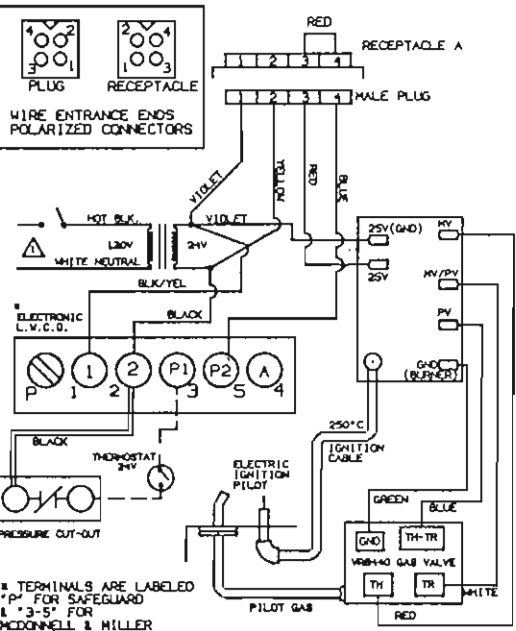 4 2
3 1
PLUG
2 4
1 3
RECEPTACLE
WIRE ENTRANCE ENDS
POLARIZED CONNECTORS
RED
RECEPTACLE A
1 2 3 4
1 2 3 4
MALE PLUG
VIOLET
YELLOW
RED
BLUE
HOT BLK.
VIOLET
1
120V
24V
WHITE NEUTRAL
BLK/YEL
25V(GND)
25V
HV
HV/PV
PV
GND
(BURNER)
* ELECTRONIC
L.W.C.O.
BLACK
P 1 2 P1 P2 A
1 2 3 5 4
BLACK
THERMOSTAT
24V
PRESSURE CUT-OUT
250°C
IGNITION
CABLE
ELECTRIC
IGNITION
PILOT
GREEN
BLUE
GND
TH-TR
VR8440 GAS VALVE
TH
TR
WHITE
PILOT GAS
RED
* TERMINALS ARE LABELED
"P" FOR SAFEGUARD
& "3-5" FOR
MCDONNELL & MILLER